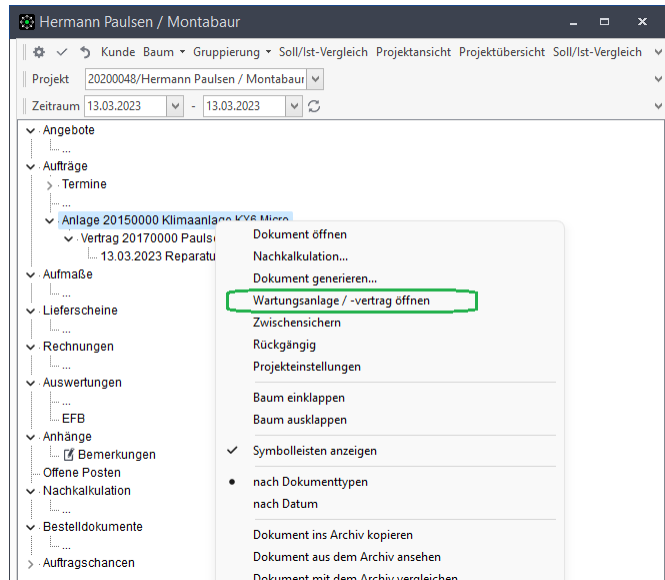 Hermann Paulsen / Montabaur
Kunde Baum Gruppierung Soll/Ist-Vergleich Projektansicht Projektübersicht Soll/Ist-Vergleich
Projekt 20200048/Hermann Paulsen / Montabaur
Zeitraum 13.03.2023 - 13.03.2023
Angebote
...
Aufträge
Termine
...
Anlage 20150000 Klimaanlage KX6 Micro
Vertrag 20170000
13.03.2023
Aufmaße
...
Lieferscheine
...
Rechnungen
...
Auswertungen
...
EFB
Anhänge
Bemerkungen
Offene Posten
Nachkalkulation
...
Bestelldokumente
...
Auftragschancen
Dokument öffnen
Nachkalkulation...
Dokument generieren...
Wartungsanlage / -vertrag öffnen
Zwischensichern
Rückgängig
Projekteinstellungen
Baum einklappen
Baum ausklappen
Symbolleisten anzeigen
nach Dokumenttypen
nach Datum
Dokument ins Archiv kopieren
Dokument aus dem Archiv ansehen
Dokument mit dem Archiv vergleichen